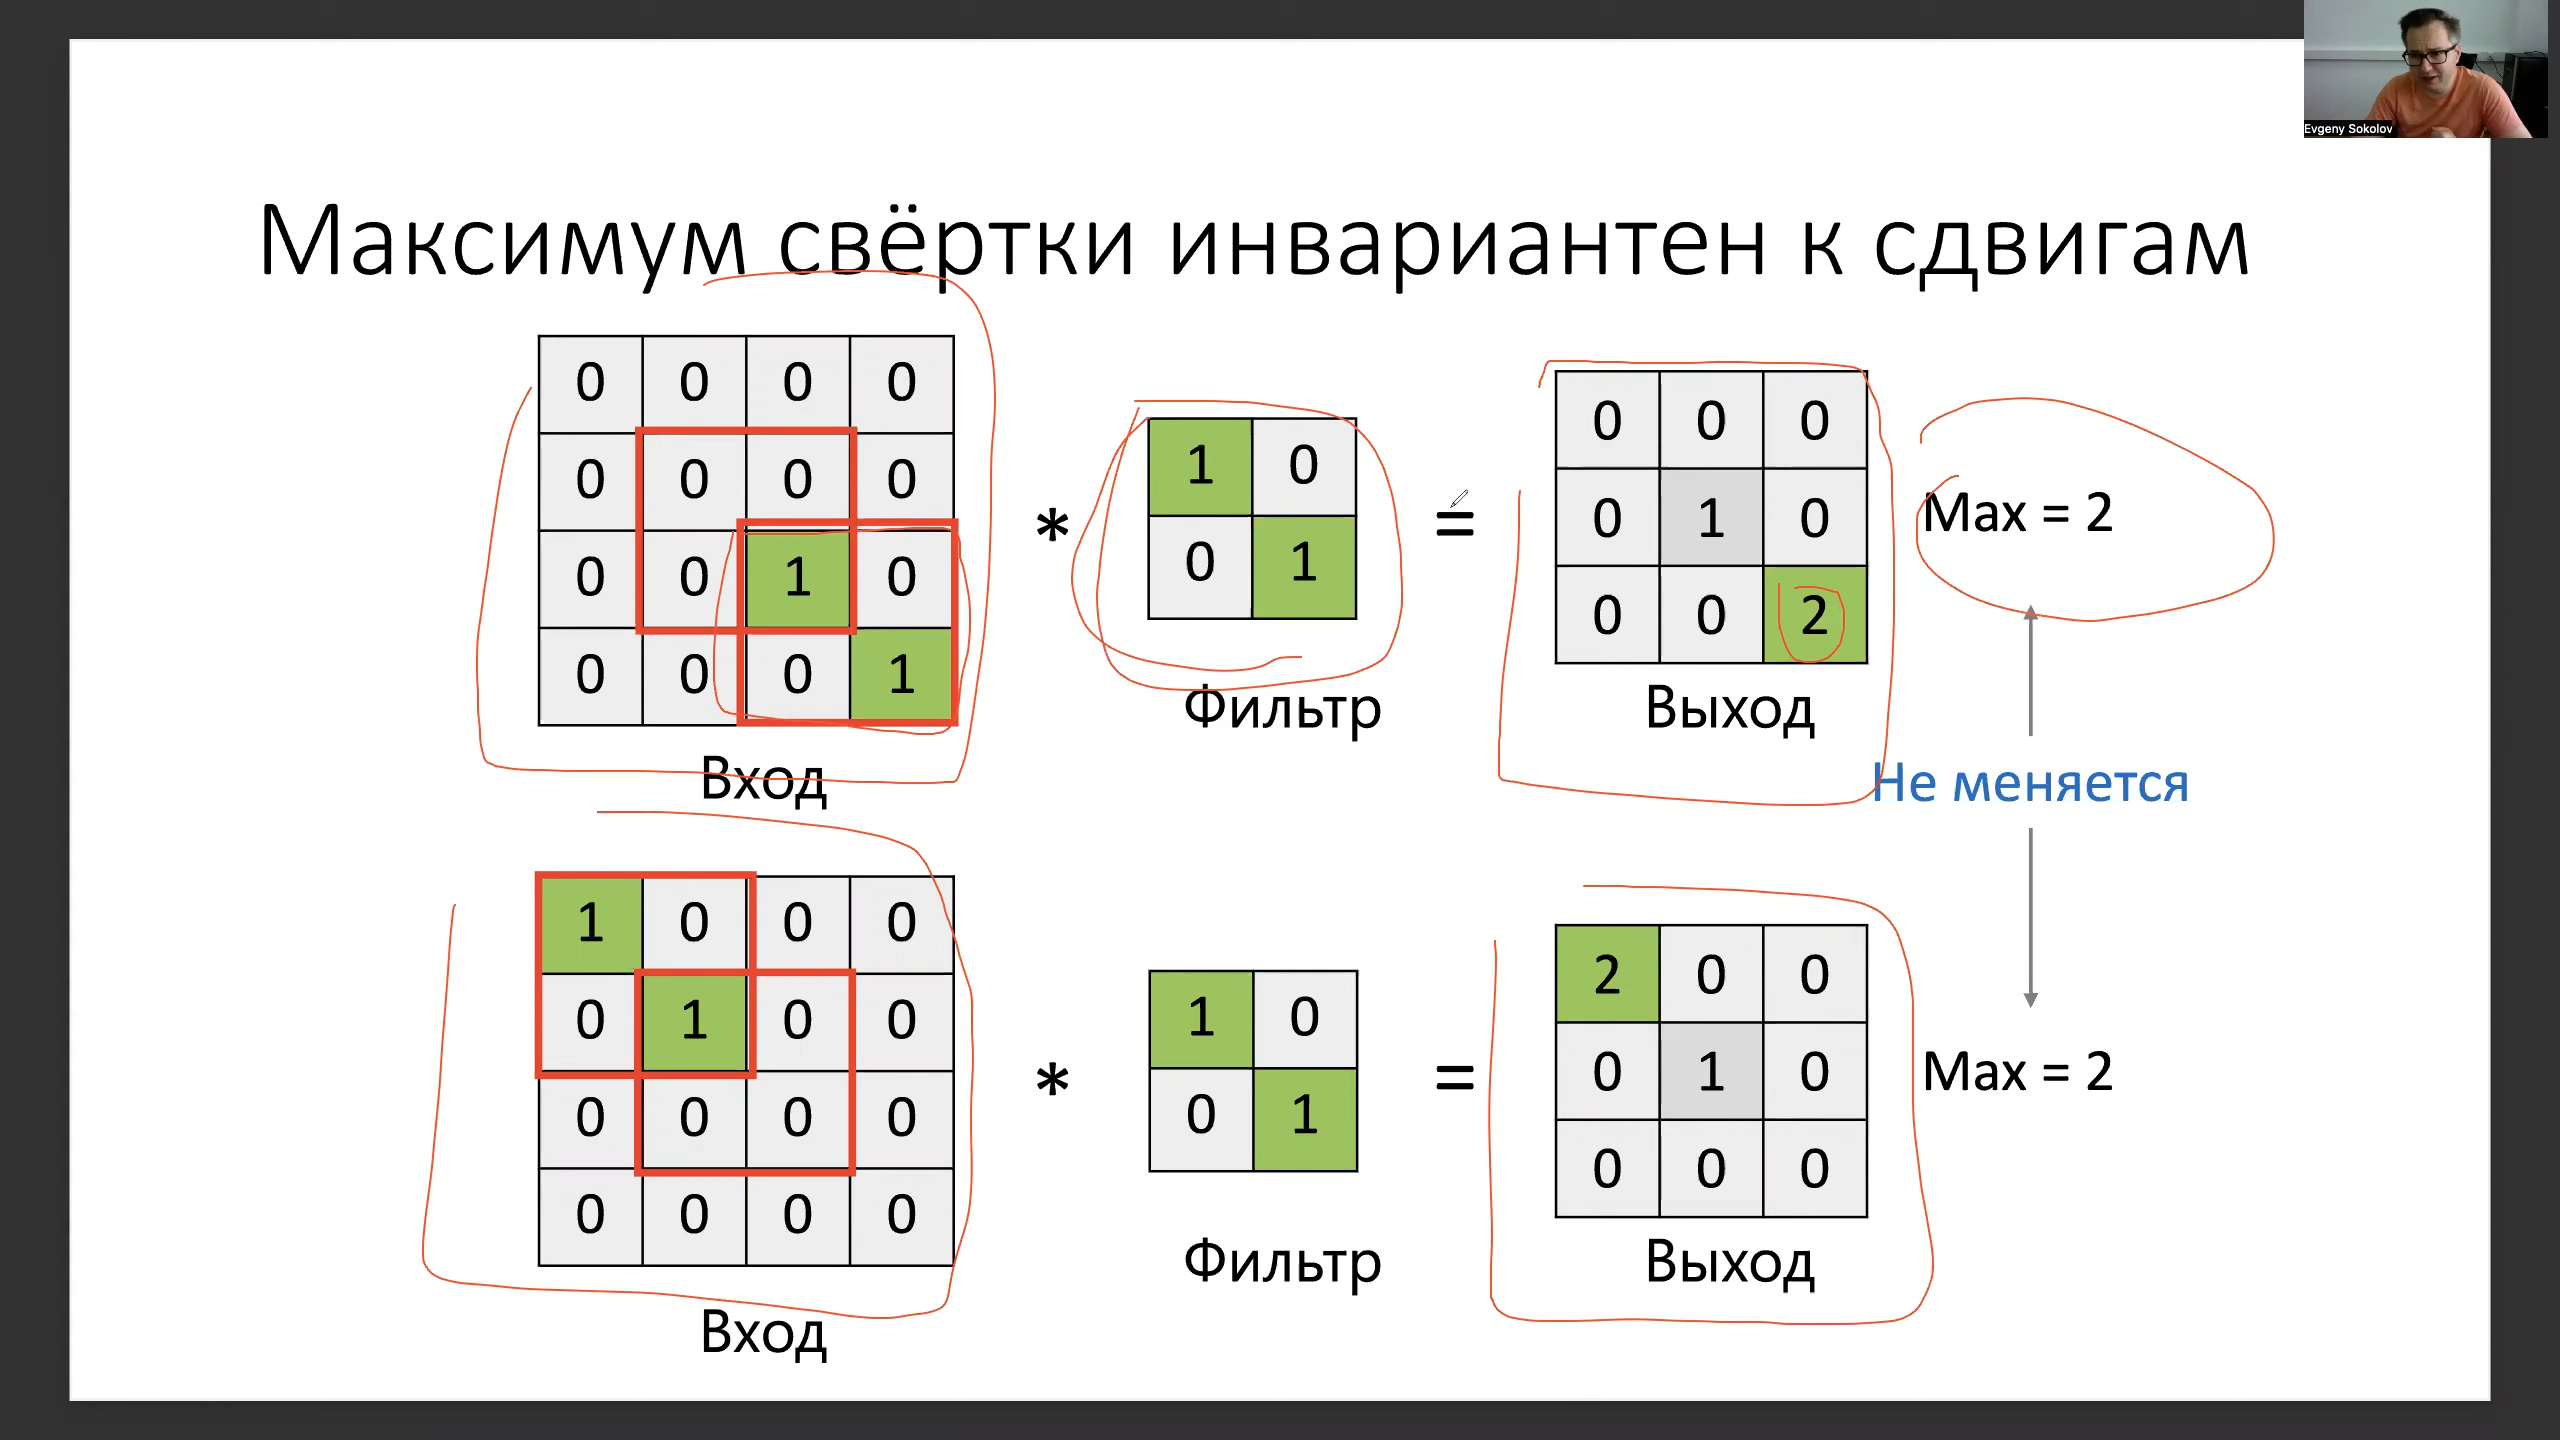 Evgeny Sokolov
Максимум свёртки инвариантен к сдвигам
0 0 0 0
0 0 0 0
0 0 1 0
0 0 0 1
Вход
*
1 0
0 1
Фильтр
=
0 0 0
0 1 0
0 0 2
Выход
Max = 2
Не меняется
1 0 0 0
0 1 0 0
0 0 0 0
0 0 0 0
Вход
*
1 0
0 1
Фильтр
=
2 0 0
0 1 0
0 0 0
Выход
Max = 2